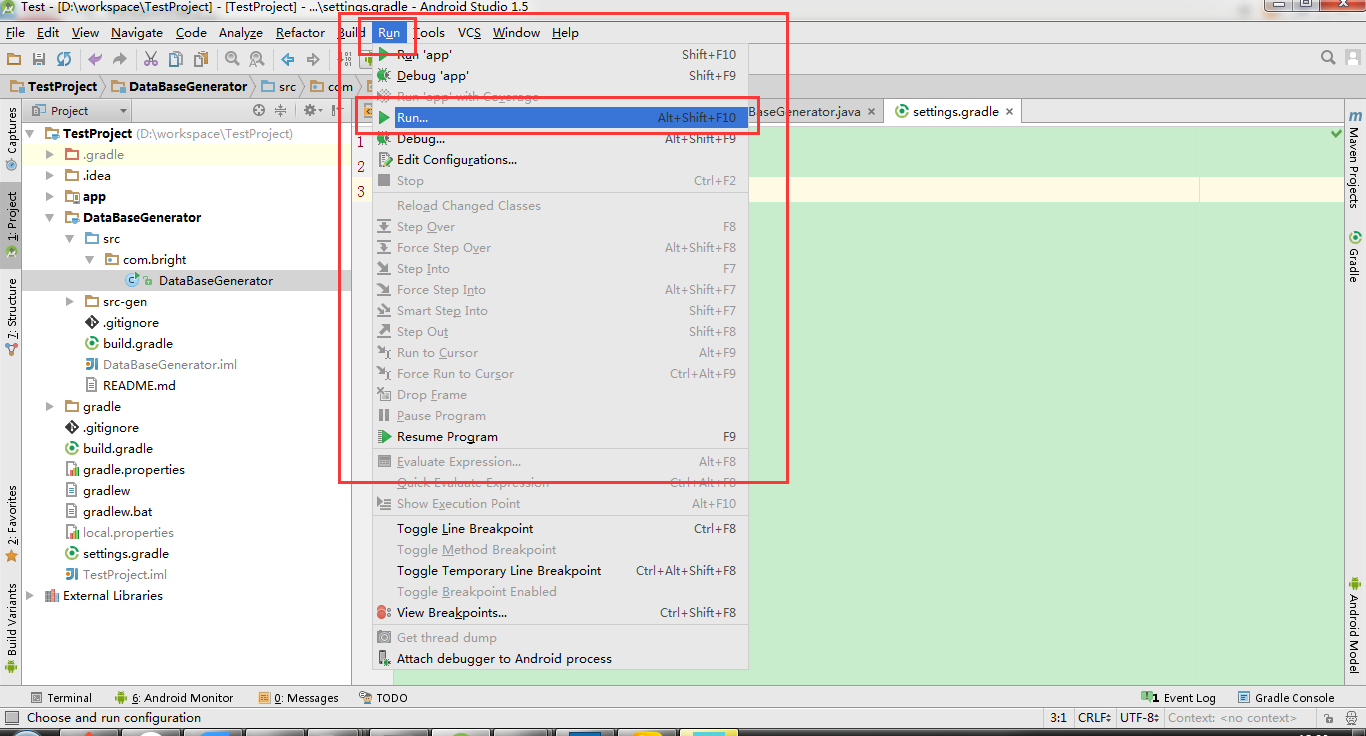 Test - [D:\workspace\TestProject] - [TestProject] - ...\settings.gradle - Android Studio 1.5
File Edit View Navigate Code Analyze Refactor Build Run Tools VCS Window Help
TestProject DataBaseGenerator src com
Project
BaseGenerator.java settings.gradle
Captures
1: Project
7: Structure
2: Favorites
Build Variants
TestProject (D:\workspace\TestProject)
.gradle
.idea
app
DataBaseGenerator
src
com.bright
DataBaseGenerator
src-gen
.gitignore
build.gradle
DataBaseGenerator.iml
README.md
gradle
.gitignore
build.gradle
gradle.properties
gradlew
gradlew.bat
local.properties
settings.gradle
TestProject.iml
External Libraries
1
2
3
Run 'app' Shift+F10
Debug 'app' Shift+F9
Run 'app' with Coverage
Run... Alt+Shift+F10
Debug... Alt+Shift+F9
Edit Configurations...
Stop Ctrl+F2
Reload Changed Classes
Step Over F8
Force Step Over Alt+Shift+F8
Step Into F7
Force Step Into Alt+Shift+F7
Smart Step Into Shift+F7
Step Out Shift+F8
Run to Cursor Alt+F9
Force Run to Cursor Ctrl+Alt+F9
Drop Frame
Pause Program
Resume Program F9
Evaluate Expression... Alt+F8
Quick Evaluate Expression Ctrl+Alt+F8
Show Execution Point Alt+F10
Toggle Line Breakpoint Ctrl+F8
Toggle Method Breakpoint
Toggle Temporary Line Breakpoint Ctrl+Alt+Shift+F8
Toggle Breakpoint Enabled
View Breakpoints... Ctrl+Shift+F8
Get thread dump
Attach debugger to Android process
m Maven Projects
Gradle
Android Model
Terminal 6: Android Monitor 0: Messages TODO 1 Event Log Gradle Console
Choose and run configuration 3:1 CRLF UTF-8 Context: <no context>